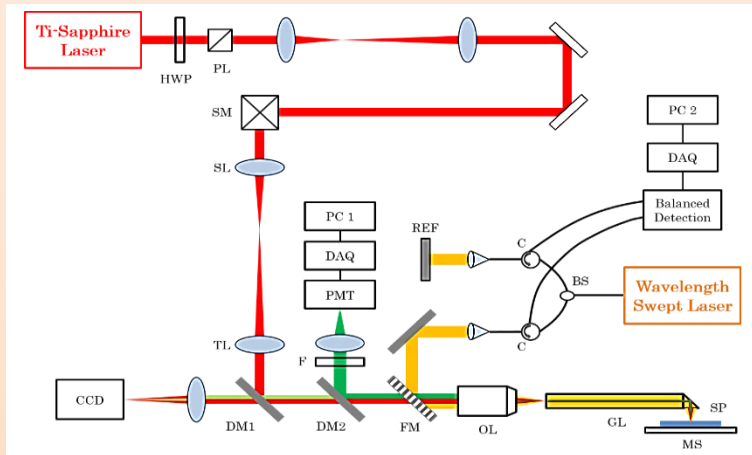 Ti-Sapphire
Laser
HWP
PL
SM
PC 2
DAQ
SL
Balanced
Detection
PC 1
REF
C
DAQ
BS
Wavelength
Swept Laser
PMT
TL
F
C
CCD
DM1
DM2
FM
OL
GL
SP
MS